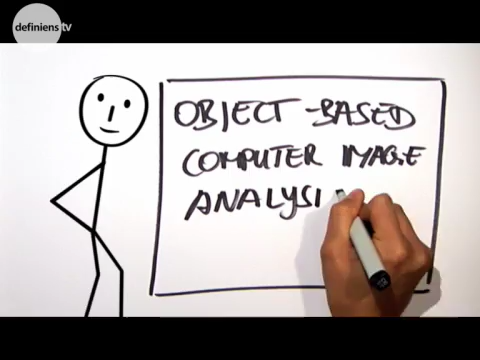 definiens tv
OBJECT-BASED
COMPUTER IMAGE
ANALYSI